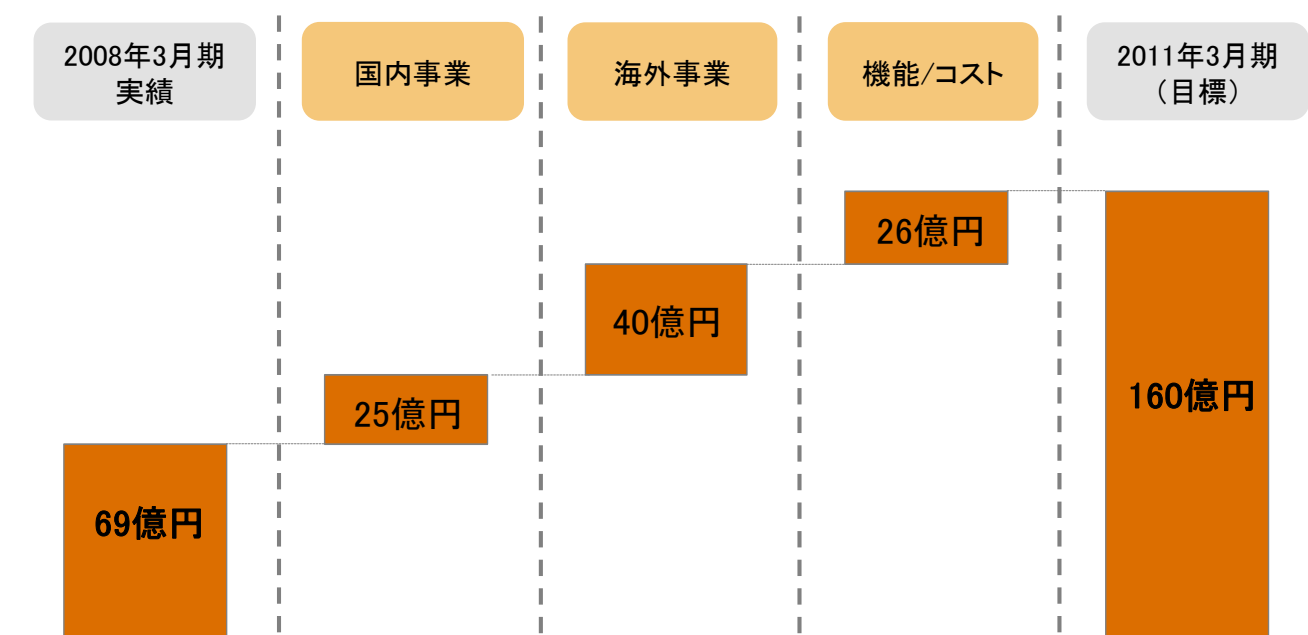 2008年3月期
実績
国内事業
海外事業
機能/コスト
2011年3月期
（目標）
69億円
25億円
40億円
26億円
160億円